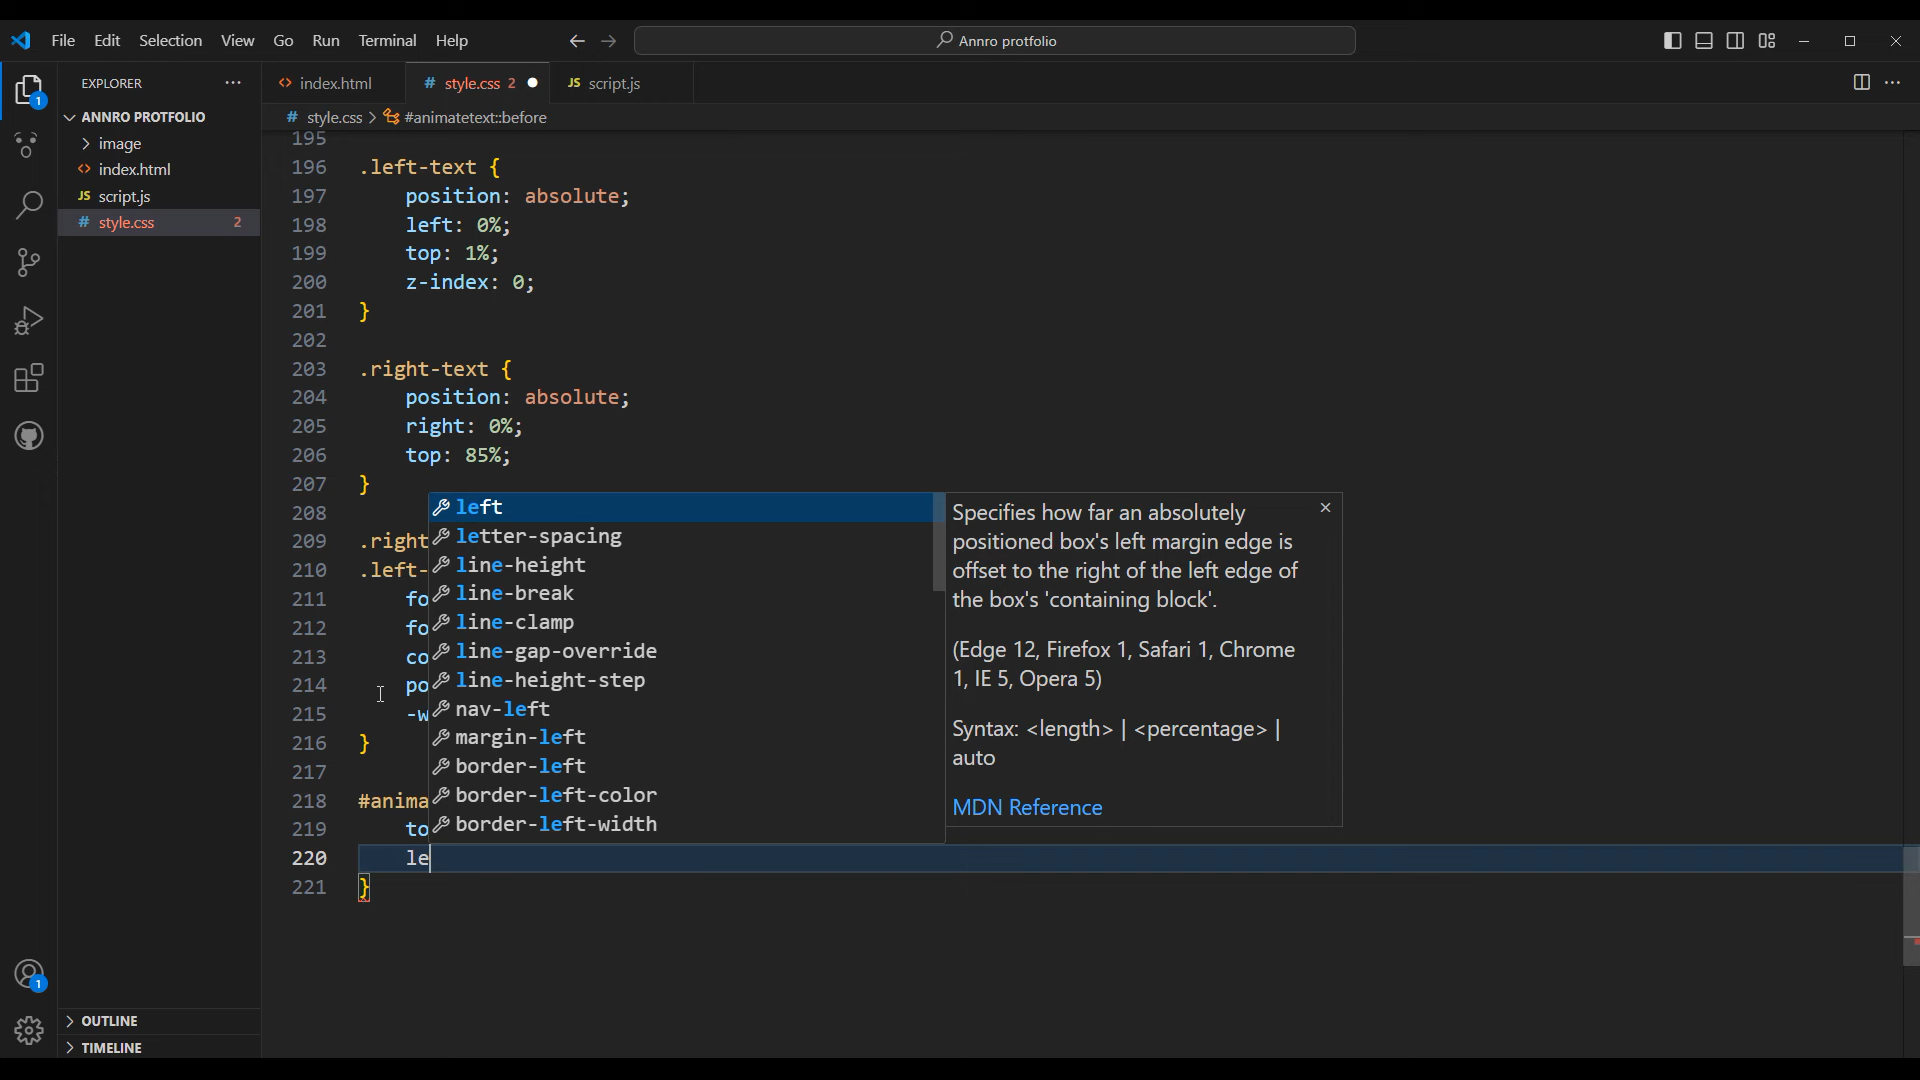 File Edit Selection View Go Run Terminal Help
Annro protfolio
1
EXPLORER
ANNRO PROTFOLIO
image
index.html
JS script.js
# style.css 2
OUTLINE
TIMELINE
1
index.html
# style.css 2
JS script.js
# style.css > #animatetext::before
195
196 .left-text {
197 position: absolute;
198 left: 0%;
199 top: 1%;
200 z-index: 0;
201 }
202
203 .right-text {
204 position: absolute;
205 right: 0%;
206 top: 85%;
207 }
208
209 .right
210 .left-
211 fo
212 fo
213 co
214 po
215 -w
216 }
217
218 #anima
219 to
220 le
221 }
left
letter-spacing
line-height
line-break
line-clamp
line-gap-override
line-height-step
nav-left
margin-left
border-left
border-left-color
border-left-width
Specifies how far an absolutely
positioned box's left margin edge is
offset to the right of the left edge of
the box's 'containing block'.
(Edge 12, Firefox 1, Safari 1, Chrome
1, IE 5, Opera 5)
Syntax: <length> | <percentage> |
auto
MDN Reference